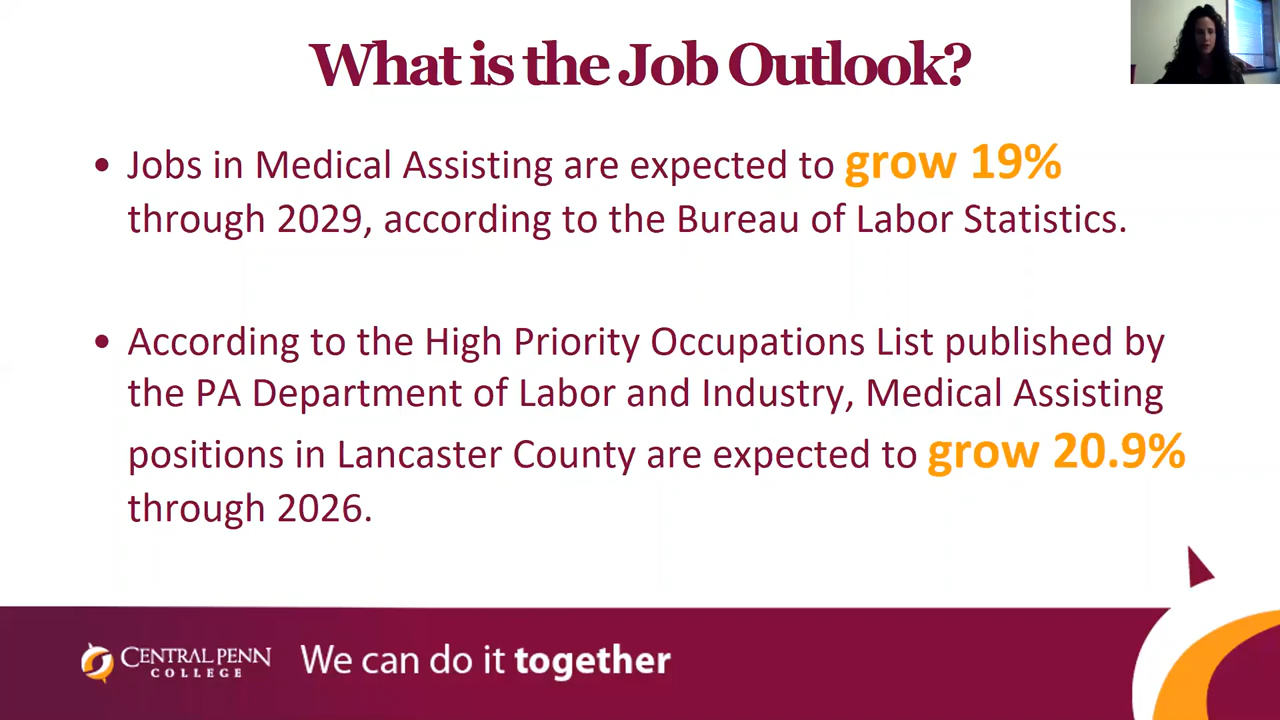 What is the Job Outlook?
• Jobs in Medical Assisting are expected to grow 19%
through 2029, according to the Bureau of Labor Statistics.
• According to the High Priority Occupations List published by
the PA Department of Labor and Industry, Medical Assisting
positions in Lancaster County are expected to grow 20.9%
through 2026.
CENTRAL PENN
COLLEGE
We can do it together